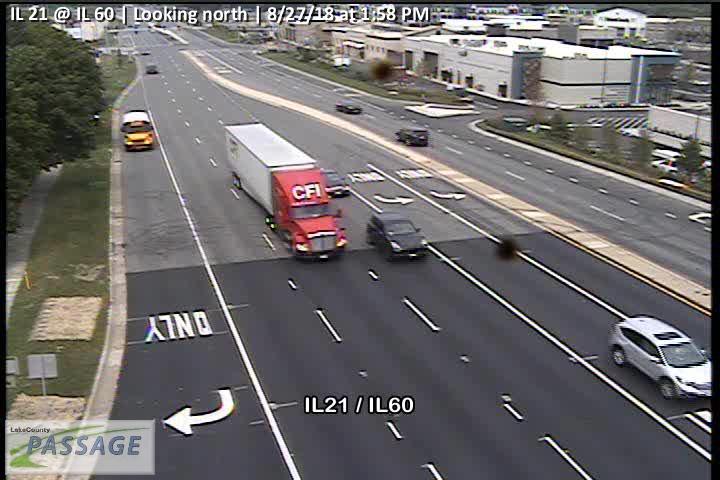 IL 21 @ IL 60 | Looking north | 8/27/18 at 1:58 PM
CFI
ONLY
IL21 / IL60
LakeCounty
PASSAGE